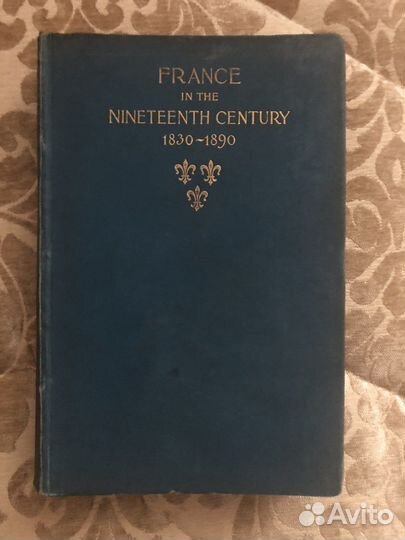 FRANCE
IN THE
NINETEENTH CENTURY
1830-1890
Avito